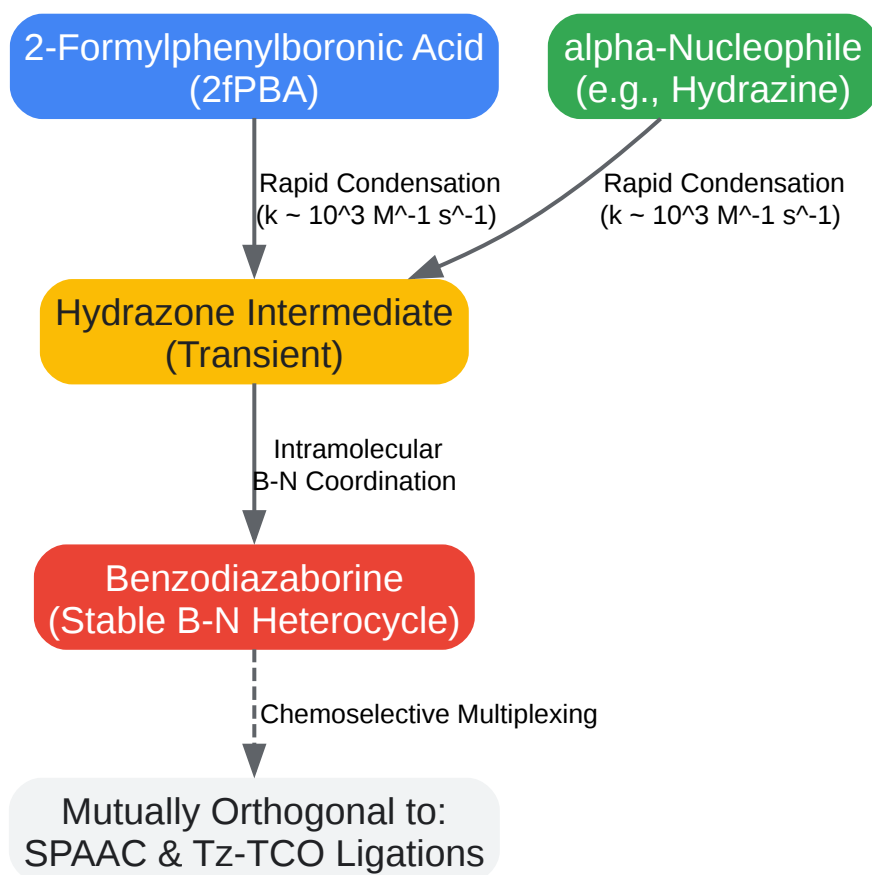 2-Formylphenylboronic Acid
(2fPBA)
alpha-Nucleophile
(e.g., Hydrazine)
Rapid Condensation
(k ~ 10^3 M^-1 s^-1)
Rapid Condensation
(k ~ 10^3 M^-1 s^-1)
Hydrazone Intermediate
(Transient)
Intramolecular
B-N Coordination
Benzodiazaborine
(Stable B-N Heterocycle)
Chemoselective Multiplexing
Mutually Orthogonal to:
SPAAC & Tz-TCO Ligations